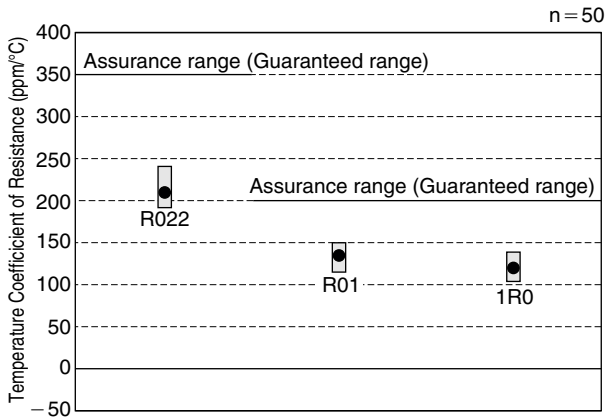 n=50
Temperature Coefficicient of Resistance (ppm/°C)
400
350
300
250
200
150
100
50
0
−50
Assurance range (Guaranteed range)
Assurance range (Guaranteed range)
R022
R01
1R0